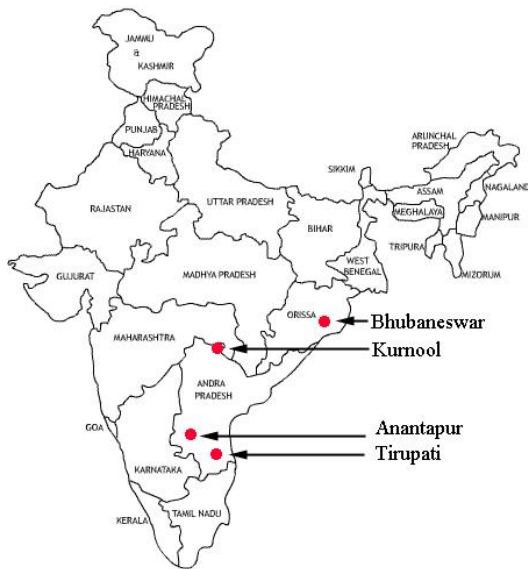 JAMMU
&
KASHMIR
HIMACHAL
PRADESH
PUNJAB
HARYANA
RAJASTAN
UTTAR PRADESH
SIKKIM
ARUNCHAL
PRADESH
ASSAM
NAGALAND
MEGHALAYA
MANIPUR
BIHAR
TRIPURA
WEST
BENEGAL
MIZORUM
GUJURAT
MADHYA PRADESH
ORISSA
Bhubaneswar
MAHARASHTRA
Kurnool
ANDRA
PRADESH
GOA
Anantapur
Tirupati
KARNATAKA
KERALA
TAMIL NADU